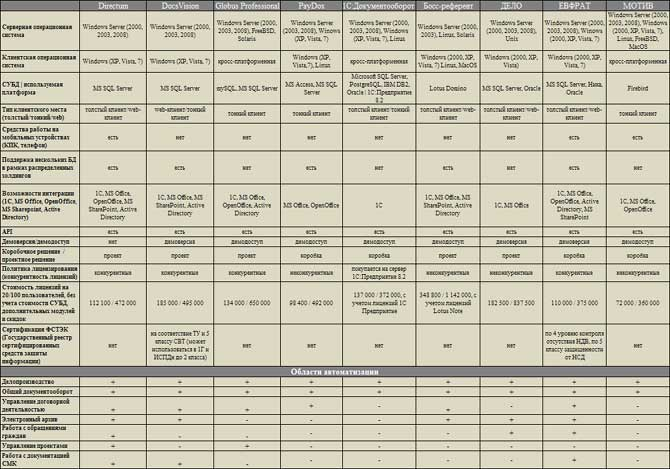 Directum DocsVision Globus Professional PayDox 1С:Документооборот Босс-референт ДЕЛО ЕВФРАТ МОТИВ
Серверная операционная система
Windows Server (2000, 2003, 2008)
Windows Server (2000, 2003, 2008)
Windows Server (2000, 2003, 2008), FreeBSD, Solaris
Windows Server (2000, 2003, 2008), Windows (XP, Vista, 7)
Windows Server (2000, 2003, 2008), Windows (XP, Vista, 7), Linux
Windows Server (2000, 2003, 2008), Linux, Solaris
Windows Server (2000, 2003, 2008), Unix
Windows Server (2000, 2003, 2008), Windows (2000, XP, Vista, 7)
Windows Server (2000, 2003, 2008), Windows (2000, XP, Vista, 7), Linux, FreeBSD, MacOS
Клиентская операционная система
Windows (XP, Vista, 7)
Windows (XP, Vista, 7)
кросс-платформенная
Windows (XP, Vista, 7), Linux
кросс-платформенная
Windows (2000, XP, Vista, 7) Linux, MacOS
Windows (2000, XP, Vista)
Windows (2000, XP, Vista, 7)
кросс-платформенная
СУБД / используемая платформа
MS SQL Server
MS SQL Server
mySQL, MS SQL Server
MS Access, MS SQL Server
Microsoft SQL Server, PostgreSQL, IBM DB2, Oracle / 1С:Предприятие 8.2
Lotus Domino
MS SQL Server, Oracle
MS SQL Server, Ника, Oracle
Firebird
Тип клиентского места (толстый/тонкий/web)
толстый клиент/web-клиент
web-клиент/тонкий клиент
тонкий клиент
толстый клиент/web-клиент
толстый клиент/тонкий клиент
толстый клиент/web-клиент
толстый клиент/web-клиент
толстый клиент/web-клиент
тонкий клиент
Средства работы на мобильных устройствах (КПК, телефон)
есть нет нет нет нет нет нет есть есть
Поддержка нескольких БД в рамках распределенных холдингов
есть есть нет есть нет есть нет есть нет
Возможности интеграции (1С, MS Office, OpenOffice, MS Sharepoint, Active Directory)
1С, MS Office, OpenOffice, MS SharePoint, Active Directory
1С, MS Office, MS SharePoint, Active Directory
1С, MS Office, OpenOffice, Active Directory
MS Office, OpenOffice
1С
1С, MS Office, MS SharePoint, Active Directory
1С, MS Office
1С, MS Office, OpenOffice, Active Directory, MS SharePoint
1С, MS Office, OpenOffice
API есть есть есть есть есть есть есть есть есть
Демоверсия/демодоступ нет демоверсия демодоступ демодоступ демодоступ демодоступ демоверсия демоверсия демодоступ
Коробочное решение / проектное решение
проект проект проект коробка коробка проект проект коробка коробка
Политика лицензирования (конкурентность лицензий)
конкурентные
конкурентные
конкурентные
неконкурентные
покупается на сервер 1С:Предприятие 8.2
неконкурентные
неконкурентные
конкурентные
неконкурентные
Стоимость лицензий на 20/100 пользователей, без учета стоимости СУБД, дополнительных модулей и скидок
112 100 / 472 000
185 000 / 495 000
134 000 / 650 000
98 400 / 492 000
137 000 / 372 000, с учетом лицензий 1С Предприятие
348 800 / 1 142 000, с учетом лицензий Lotus Note
182 500 / 837 500
110 000 / 375 000
72 000 / 360 000
Сертификация ФСТЭК (Государственный реестр сертифицированных средств защиты информации)
нет
на соответствие ТУ и 5 классу СВТ (может использоваться в 1Г и ИСПДн до 2 класса)
нет
нет
нет
нет
нет
по 4 уровню контроля отсутствия НДВ, по 5 классу защищенности от НСД
нет
Области автоматизации
Делопроизводство + + + + + + + + +
Общий документооборот + + + + + + + + +
Управление договорной деятельностью + + + + - + - + -
Электронный архив + + - - - + + + -
Работа с обращениями граждан + - - - - - + + -
Управление проектами + - + - - - - - -
Работа с документацией СМК + + - - - - - + -